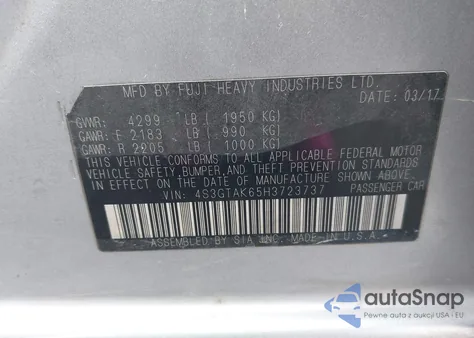 MFD BY FUJI HEAVY INDUSTRIES LTD.
DATE: 03/17
GVWR: 4299 LB( 1950 KG)
GAWR: F 2183 LB( 990 KG)
GAWR: R 2205 LB( 1000 KG)
THIS VEHICLE CONFORMS TO ALL APPLICABLE FEDERAL MOTOR
VEHICLE SAFETY, BUMPER, AND THEFT PREVENTION STANDARDS
IN EFFECT ON THE DATE OF MANUFACTURE SHOWN ABOVE.
VIN: 4S3GTAK65H3723737 PASSENGER CAR
ASSEMBLED BY SIA INC. MADE IN U.S.A.
autoSnap
Pewne auta z aukcji USA - EU